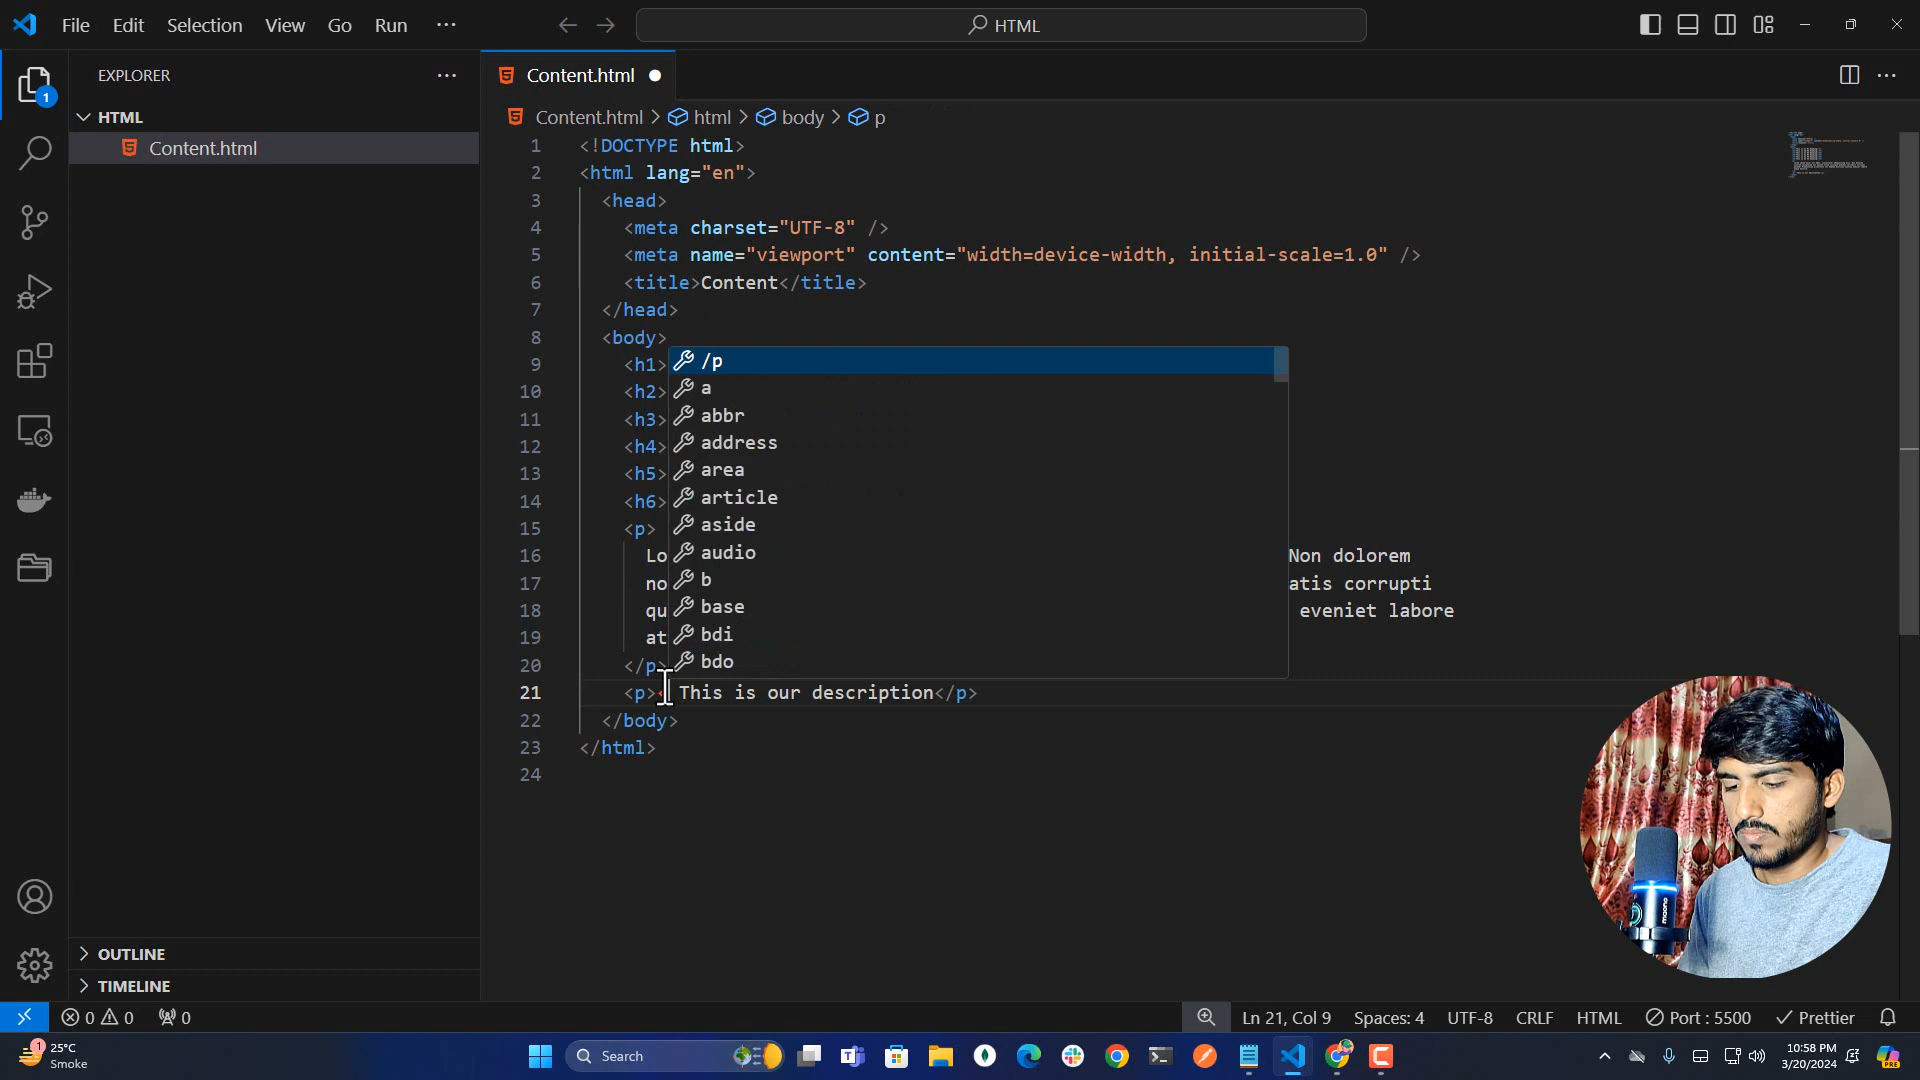 File Edit Selection View Go Run ··· HTML
EXPLORER ···
HTML
Content.html
OUTLINE
TIMELINE
1
Content.html
Content.html > html > body > p
1 <!DOCTYPE html>
2 <html lang="en">
3 <head>
4 <meta charset="UTF-8" />
5 <meta name="viewport" content="width=device-width, initial-scale=1.0" />
6 <title>Content</title>
7 </head>
8 <body>
9 <h1>
10 <h2>
11 <h3>
12 <h4>
13 <h5>
14 <h6>
15 <p>
16 Lo Non dolorem
17 no atis corrupti
18 qu eveniet labore
19 at
20 </p>
21 <p>< This is our description</p>
22 </body>
23 </html>
24
/p
a
abbr
address
area
article
aside
audio
b
base
bdi
bdo
maono
0 0 0 Ln 21, Col 9 Spaces: 4 UTF-8 CRLF HTML Port : 5500 Prettier
1 25°C
Smoke
Search
10:58 PM
3/20/2024
PRE